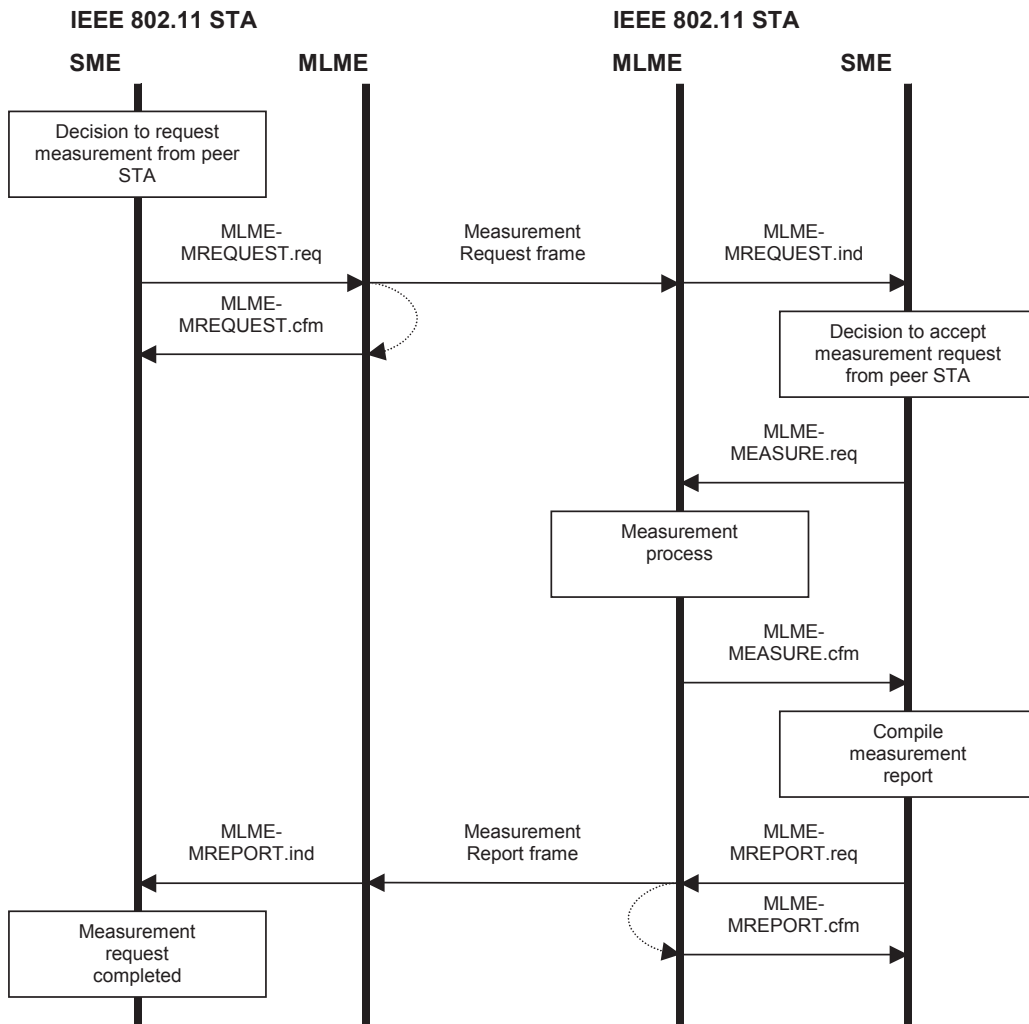 IEEE 802.11 STA
IEEE 802.11 STA
SME
MLME
MLME
SME
Decision to request
measurement from peer
STA
MLME-
MREQUEST.req
Measurement
Request frame
MLME-
MREQUEST.ind
MLME-
MREQUEST.cfm
Decision to accept
measurement request
from peer STA
MLME-
MEASURE.req
Measurement
process
MLME-
MEASURE.cfm
Compile
measurement
report
MLME-
MREPORT.ind
Measurement
Report frame
MLME-
MREPORT.req
MLME-
MREPORT.cfm
Measurement
request
completed